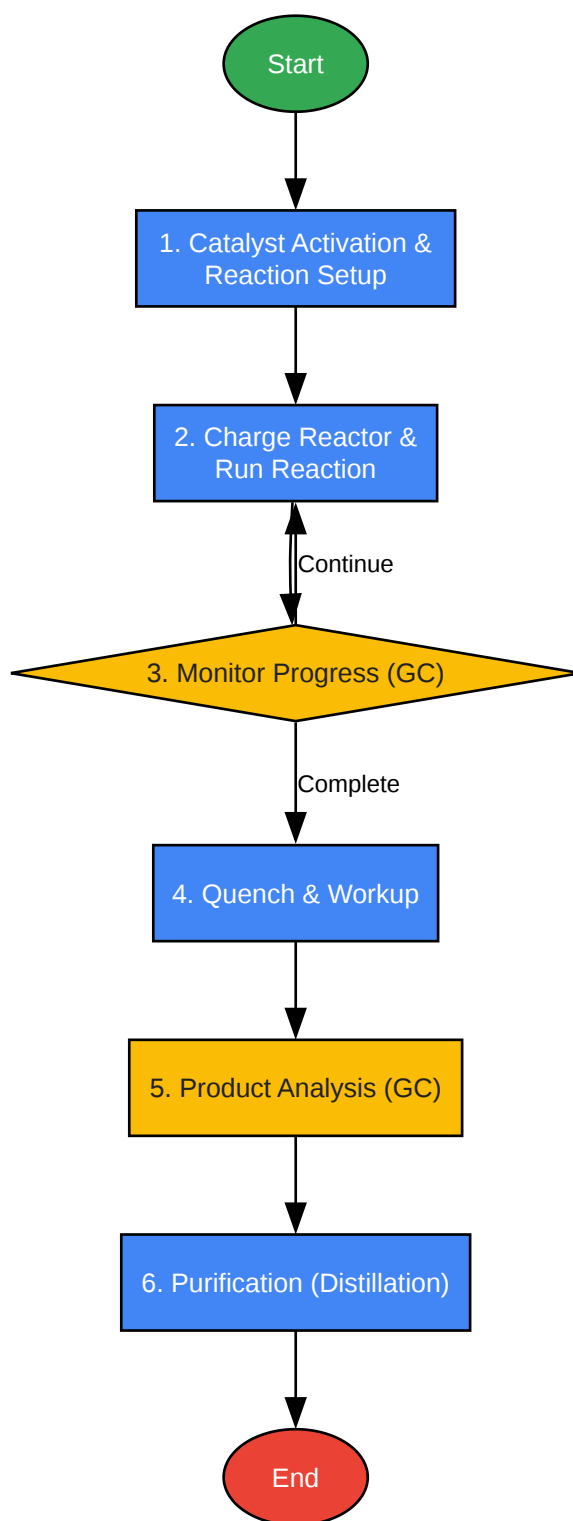 Start
1. Catalyst Activation &
Reaction Setup
2. Charge Reactor &
Run Reaction
Continue
3. Monitor Progress (GC)
Complete
4. Quench & Workup
5. Product Analysis (GC)
6. Purification (Distillation)
End